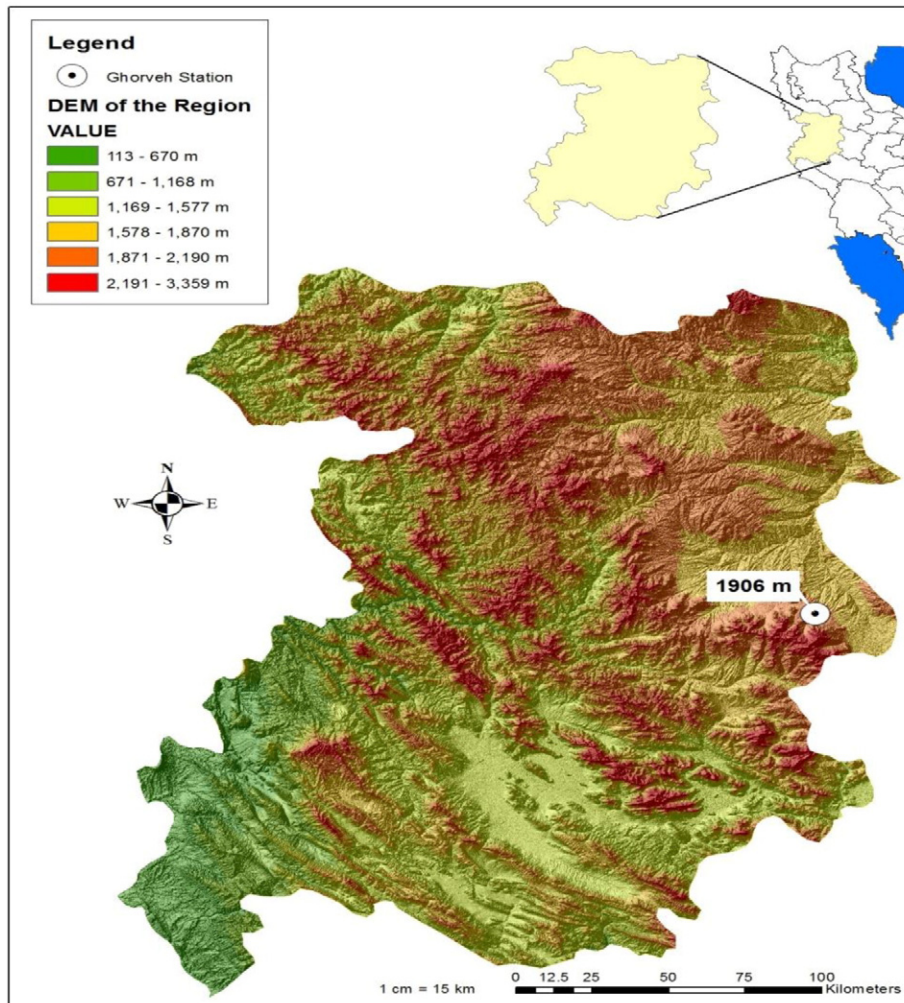 Legend
Ghorveh Station
DEM of the Region
VALUE
113 - 670 m
671 - 1,168 m
1,169 - 1,577 m
1,578 - 1,870 m
1,871 - 2,190 m
2,191 - 3,359 m
N
W E
S
1906 m
1 cm = 15 km
0 12.5 25 50 75 100
Kilometers